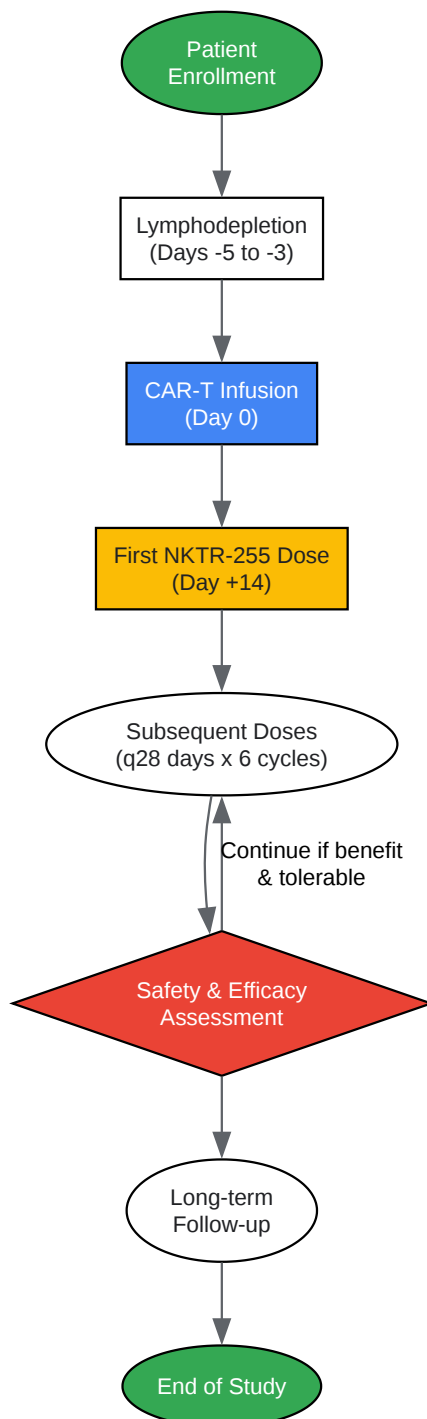 Patient
Enrollment
Lymphodepletion
(Days -5 to -3)
CAR-T Infusion
(Day 0)
First NKTR-255 Dose
(Day +14)
Subsequent Doses
(q28 days x 6 cycles)
Continue if benefit
& tolerable
Safety & Efficacy
Assessment
Long-term
Follow-up
End of Study